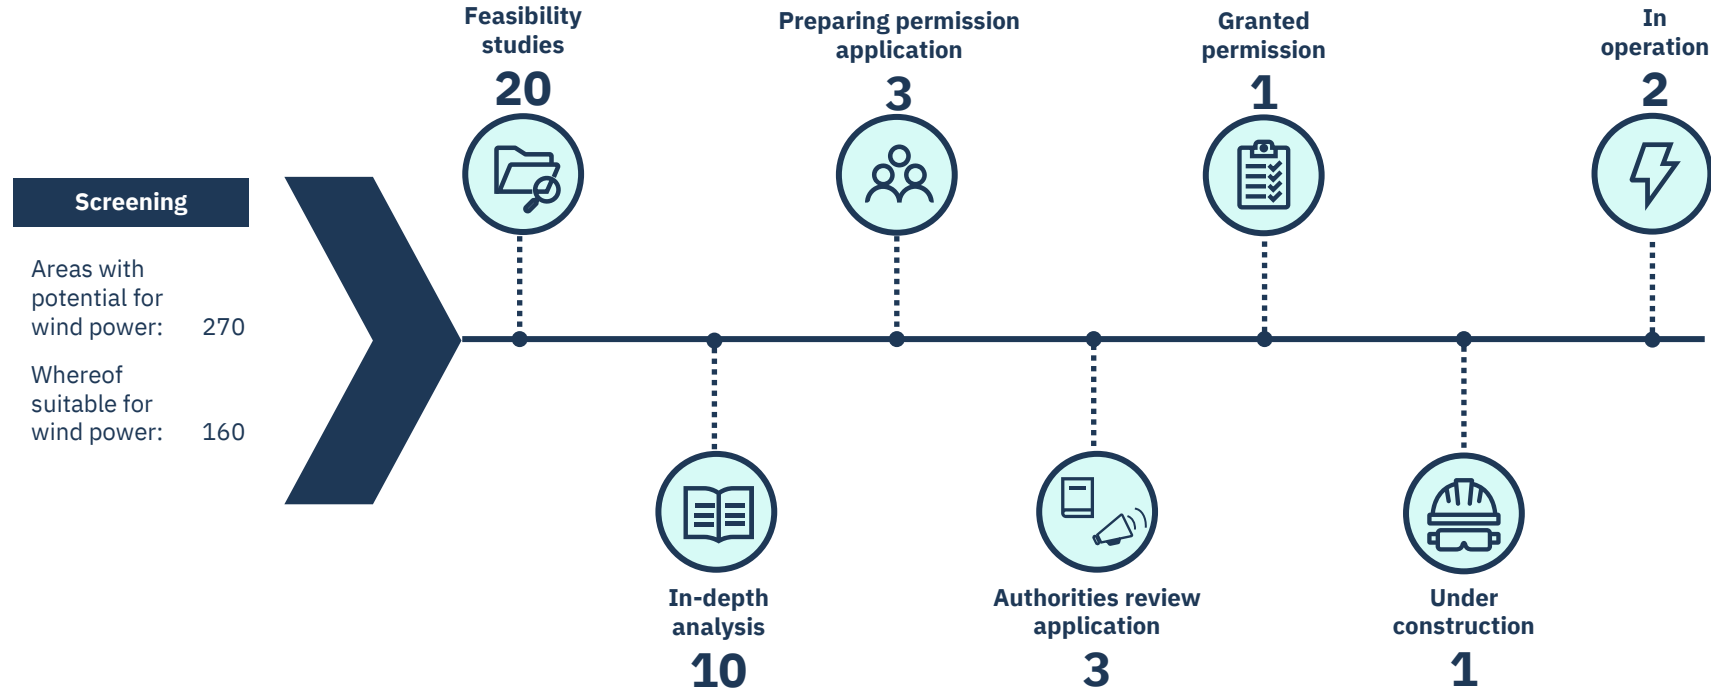 Screening
Areas with
potential for
wind power: 270
Whereof
suitable for
wind power: 160
Feasibility
studies
20
In-depth
analysis
10
Preparing permission
application
3
Authorities review
application
3
Granted
permission
1
Under
construction
1
In
operation
2